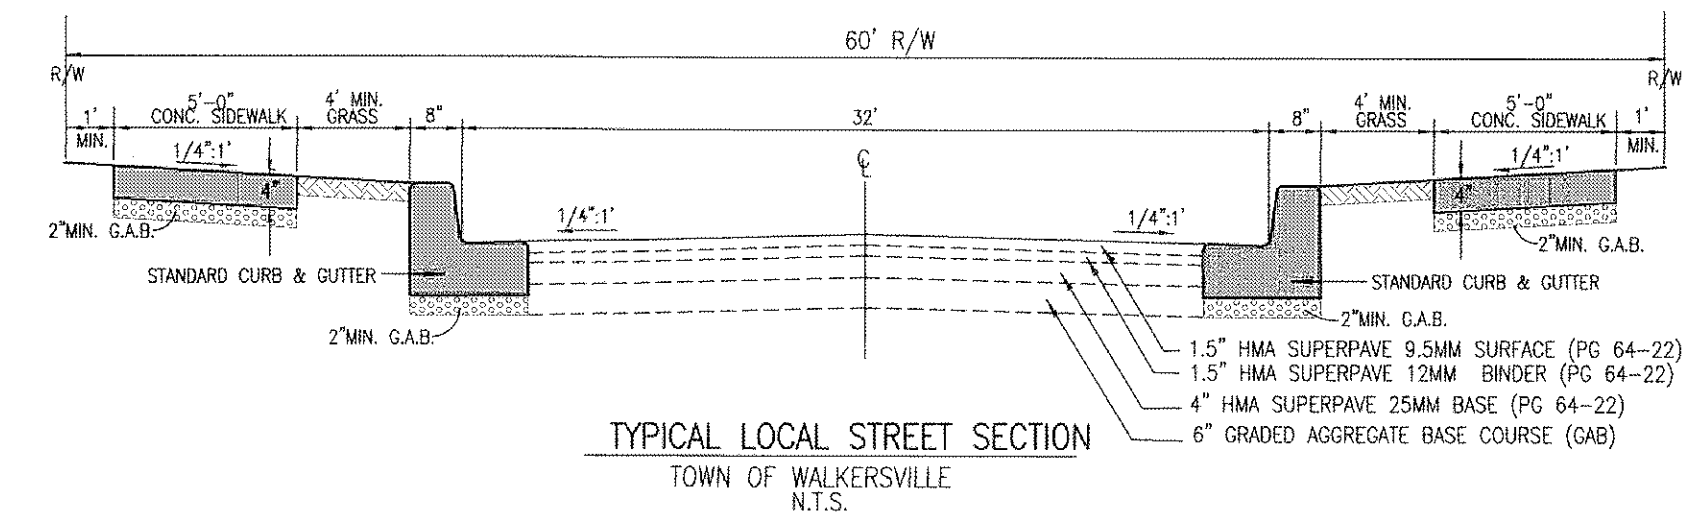 60' R/W
R/W
R/W
1'
MIN.
5'-0"
CONC. SIDEWALK
4' MIN.
GRASS
8"
32'
8"
4' MIN.
GRASS
5'-0"
CONC. SIDEWALK
1'
MIN.
1/4":1'
4"
℄
1/4":1'
4"
1/4":1'
1/4":1'
2"MIN. G.A.B.
2"MIN. G.A.B.
STANDARD CURB & GUTTER
STANDARD CURB & GUTTER
2"MIN. G.A.B.
2"MIN. G.A.B.
1.5" HMA SUPERPAVE 9.5MM SURFACE (PG 64-22)
1.5" HMA SUPERPAVE 12MM BINDER (PG 64-22)
4" HMA SUPERPAVE 25MM BASE (PG 64-22)
6" GRADED AGGREGATE BASE COURSE (GAB)
TYPICAL LOCAL STREET SECTION
TOWN OF WALKERSVILLE
N.T.S.